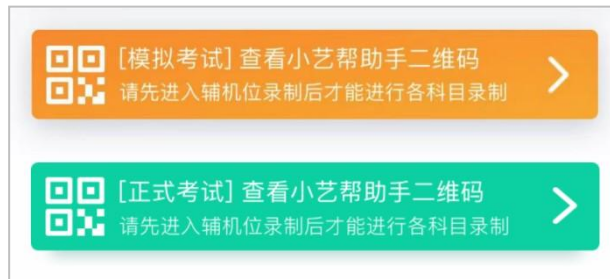 [模拟考试] 查看小艺帮助手二维码
请先进入辅机位录制后才能进行各科目录制
[正式考试] 查看小艺帮助手二维码
请先进入辅机位录制后才能进行各科目录制